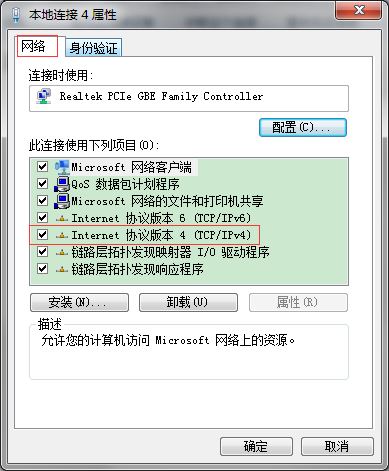 本地连接 4 属性
网络
身份验证
连接时使用:
Realtek PCIe GBE Family Controller
配置(C)...
此连接使用下列项目(O):
Microsoft 网络客户端
QoS 数据包计划程序
Microsoft 网络的文件和打印机共享
Internet 协议版本 6 (TCP/IPv6)
Internet 协议版本 4 (TCP/IPv4)
链路层拓扑发现映射器 I/O 驱动程序
链路层拓扑发现响应程序
安装(N)...
卸载(U)
属性(R)
描述
允许您的计算机访问 Microsoft 网络上的资源。
确定
取消